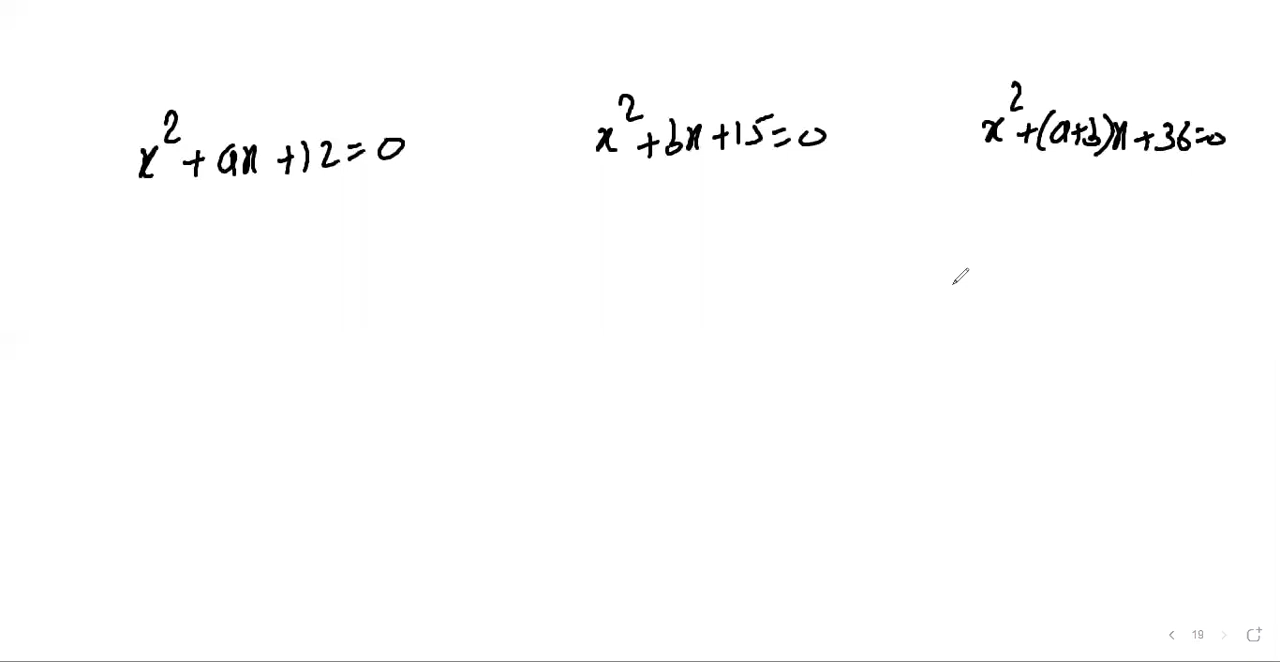 x² + ax + 12 = 0
x² + bx + 15 = 0
x² + (a+b)x + 36 = 0
19